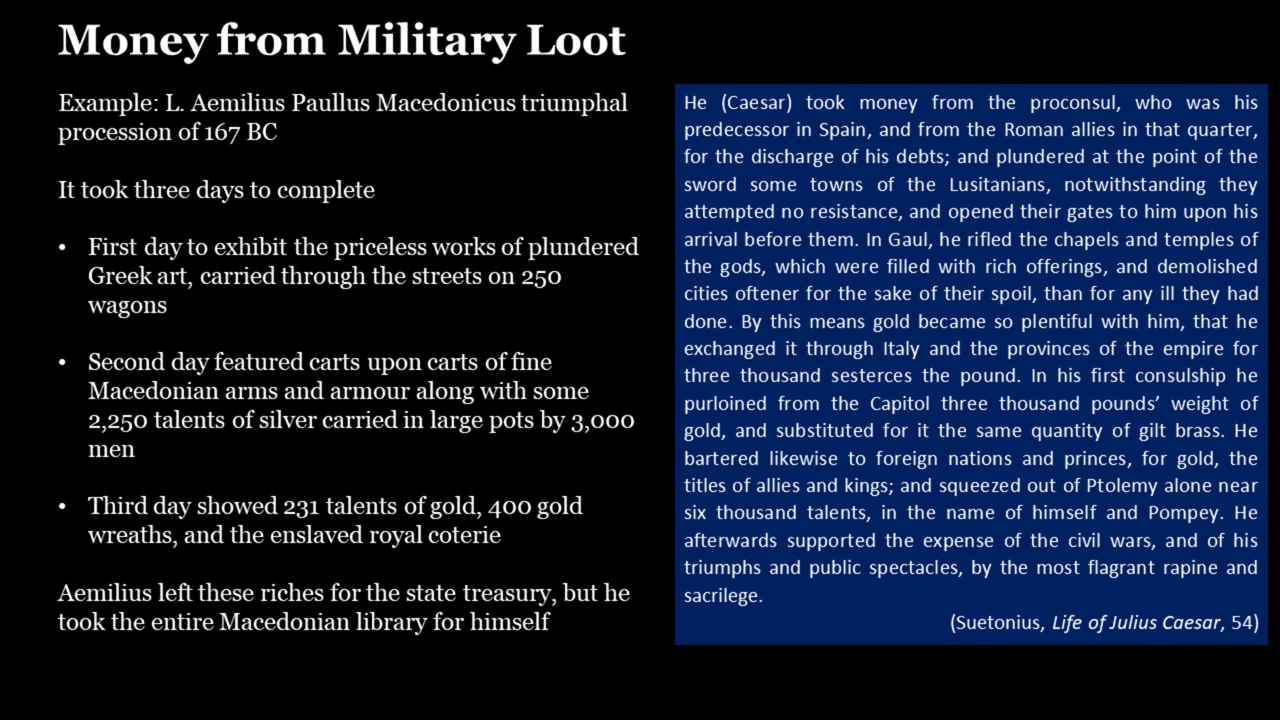 Money from Military Loot
Example: L. Aemilius Paullus Macedonicus triumphal
procession of 167 BC
It took three days to complete
• First day to exhibit the priceless works of plundered
Greek art, carried through the streets on 250
wagons
• Second day featured carts upon carts of fine
Macedonian arms and armour along with some
2,250 talents of silver carried in large pots by 3,000
men
• Third day showed 231 talents of gold, 400 gold
wreaths, and the enslaved royal coterie
Aemilius left these riches for the state treasury, but he
took the entire Macedonian library for himself
He (Caesar) took money from the proconsul, who was his
predecessor in Spain, and from the Roman allies in that quarter,
for the discharge of his debts; and plundered at the point of the
sword some towns of the Lusitanians, notwithstanding they
attempted no resistance, and opened their gates to him upon his
arrival before them. In Gaul, he rifled the chapels and temples of
the gods, which were filled with rich offerings, and demolished
cities oftener for the sake of their spoil, than for any ill they had
done. By this means gold became so plentiful with him, that he
exchanged it through Italy and the provinces of the empire for
three thousand sesterces the pound. In his first consulship he
purloined from the Capitol three thousand pounds’ weight of
gold, and substituted for it the same quantity of gilt brass. He
bartered likewise to foreign nations and princes, for gold, the
titles of allies and kings; and squeezed out of Ptolemy alone near
six thousand talents, in the name of himself and Pompey. He
afterwards supported the expense of the civil wars, and of his
triumphs and public spectacles, by the most flagrant rapine and
sacrilege.
(Suetonius, Life of Julius Caesar, 54)